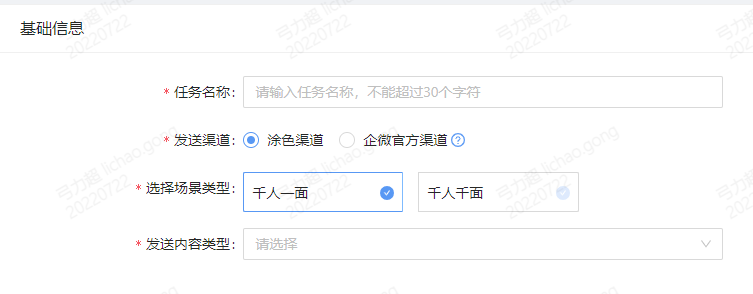 基础信息
* 任务名称: 请输入任务名称，不能超过30个字符
* 发送渠道: 涂色渠道 企微官方渠道 ?
* 选择场景类型: 千人一面 千人千面
* 发送内容类型: 请选择
弓力超 lichao.gong
20220722